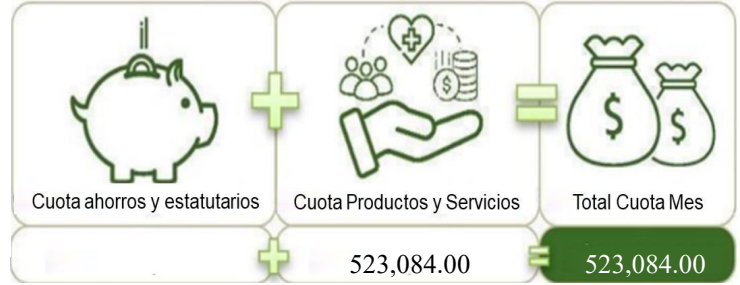 $
$ $
Cuota ahorros y estatutarios Cuota Productos y Servicios Total Cuota Mes
523,084.00 523,084.00